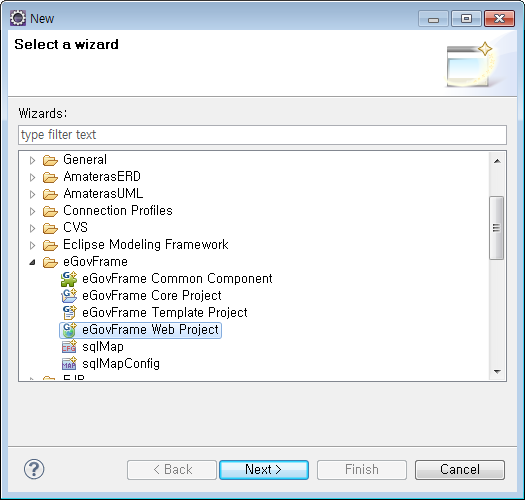 New
Select a wizard
Wizards:
type filter text
General
AmaterasERD
AmaterasUML
Connection Profiles
CVS
Eclipse Modeling Framework
eGovFrame
eGovFrame Common Component
eGovFrame Core Project
eGovFrame Template Project
eGovFrame Web Project
sqlMap
sqlMapConfig
EJB
< Back
Next >
Finish
Cancel